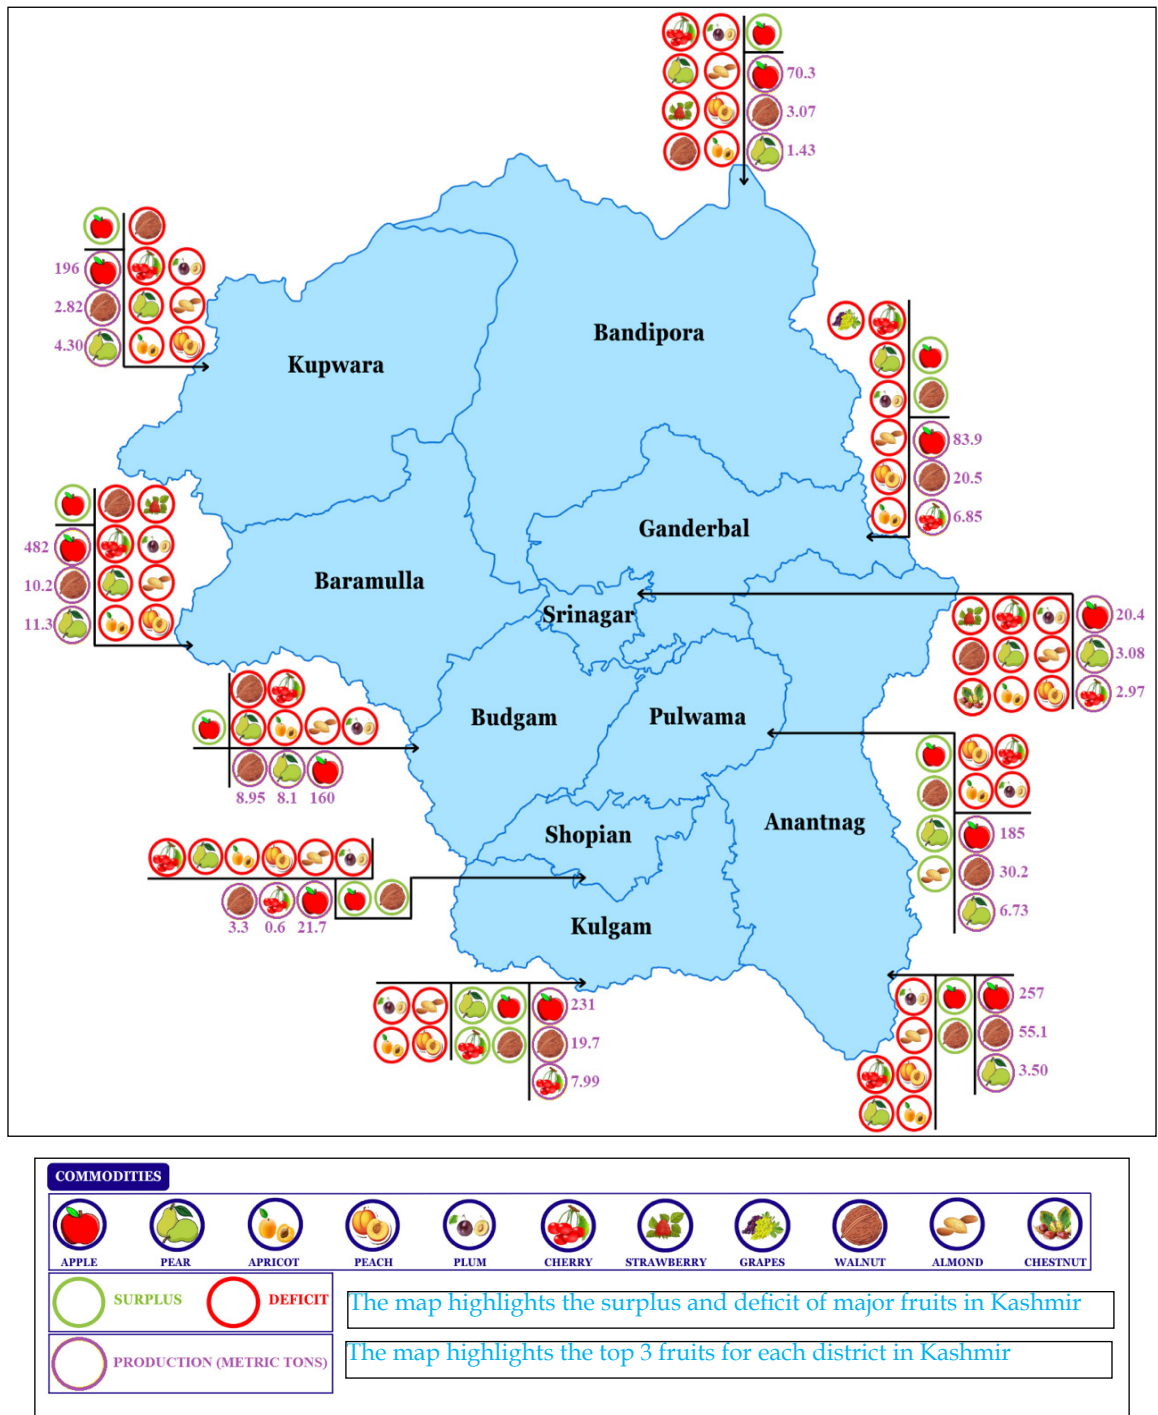 70.3
3.07
1.43
196
2.82
4.30
Bandipora
Kupwara
83.9
20.5
6.85
482
10.2
11.3
Ganderbal
Baramulla
Srinagar
20.4
3.08
2.97
Budgam
Pulwama
8.95 8.1 160
Shopian
Anantnag
185
30.2
6.73
3.3 0.6 21.7
Kulgam
231
19.7
7.99
257
55.1
3.50
COMMODITIES
APPLE PEAR APRICOT PEACH PLUM CHERRY STRAWBERRY GRAPES WALNUT ALMOND CHESTNUT
SURPLUS DEFICIT
The map highlights the surplus and deficit of major fruits in Kashmir
PRODUCTION (METRIC TONS)
The map highlights the top 3 fruits for each district in Kashmir